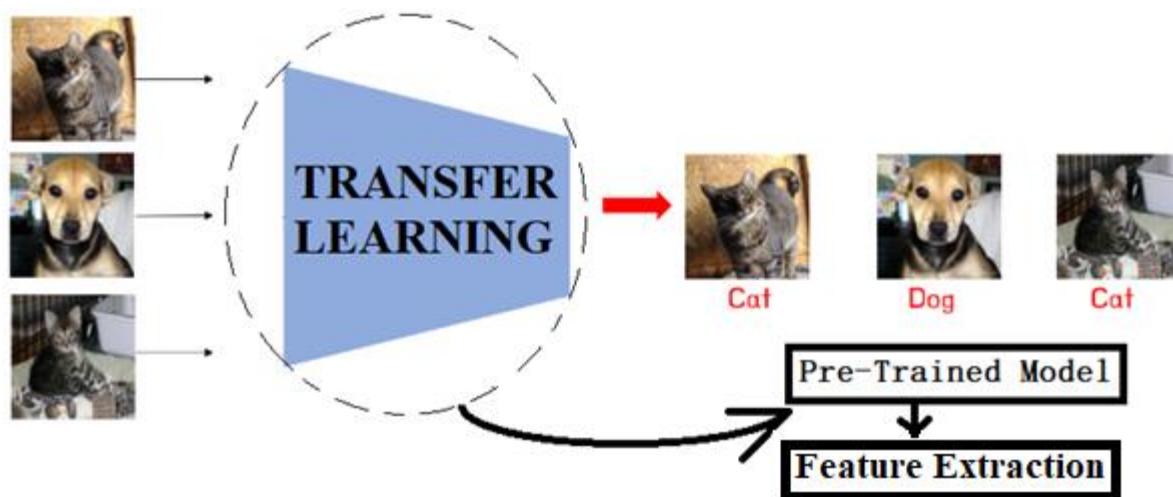 TRANSFER
LEARNING
Cat
Dog
Cat
Pre-Trained Model
Feature Extraction